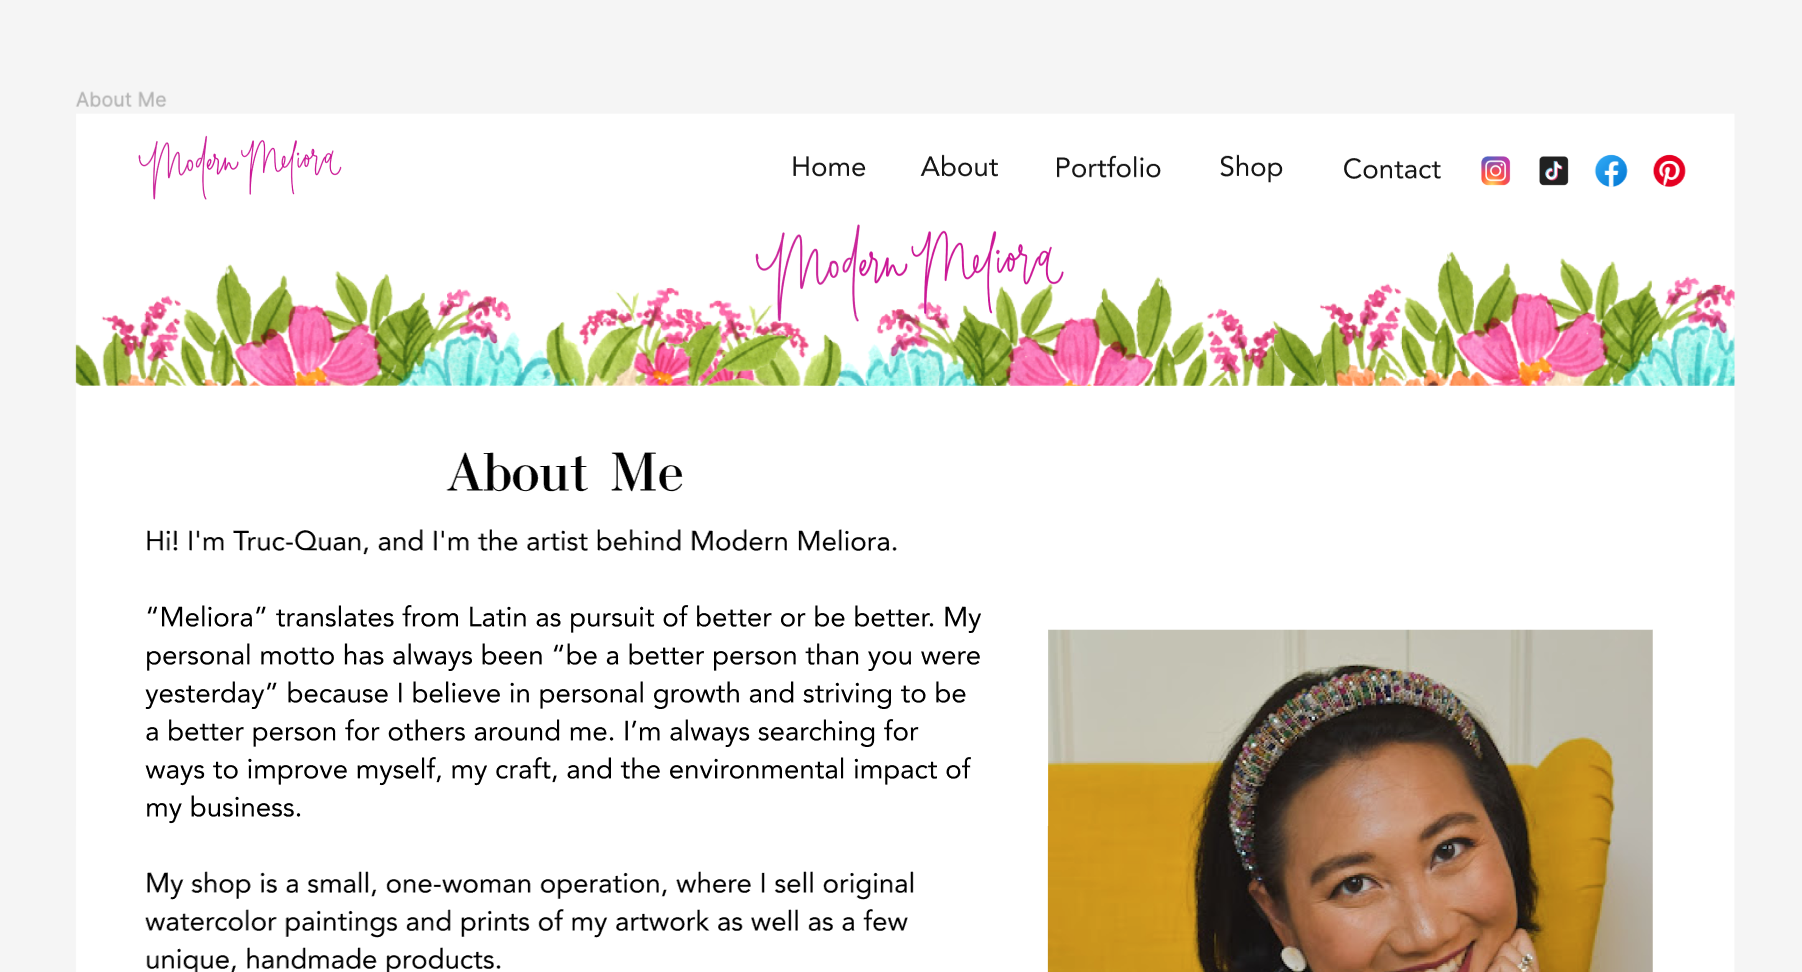 About Me
Modern Meliora
Home About Portfolio Shop Contact
Modern Meliora
About Me
Hi! I'm Truc-Quan, and I'm the artist behind Modern Meliora.
“Meliora” translates from Latin as pursuit of better or be better. My
personal motto has always been “be a better person than you were
yesterday” because I believe in personal growth and striving to be
a better person for others around me. I’m always searching for
ways to improve myself, my craft, and the environmental impact of
my business.
My shop is a small, one-woman operation, where I sell original
watercolor paintings and prints of my artwork as well as a few
unique, handmade products.